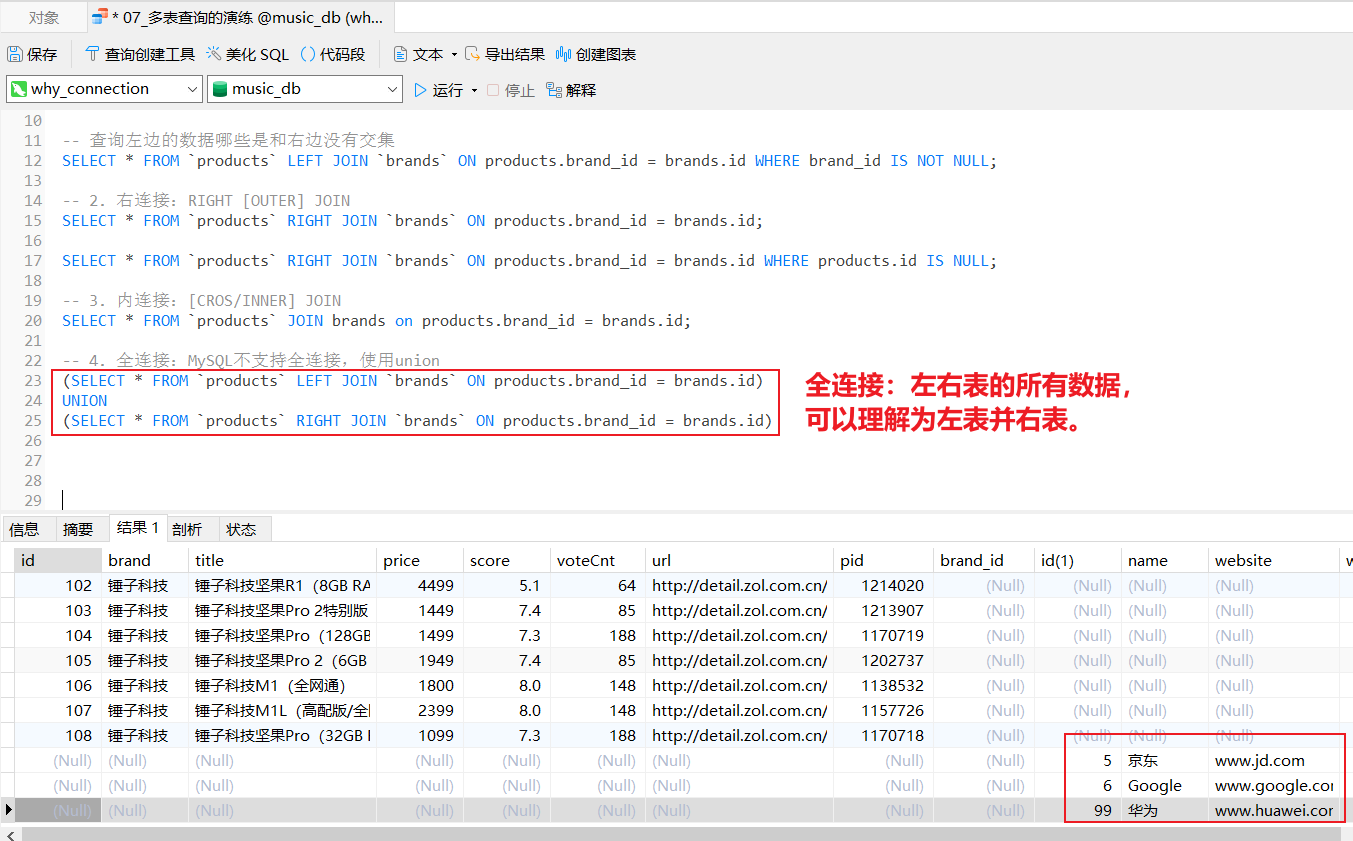 对象 * 07_多表查询的演练 @music_db (wh...
保存 查询创建工具 美化 SQL () 代码段 文本 导出结果 创建图表
why_connection music_db 运行 停止 解释
10
11 -- 查询左边的数据哪些是和右边没有交集
12 SELECT * FROM `products` LEFT JOIN `brands` ON products.brand_id = brands.id WHERE brand_id IS NOT NULL;
13
14 -- 2. 右连接：RIGHT [OUTER] JOIN
15 SELECT * FROM `products` RIGHT JOIN `brands` ON products.brand_id = brands.id;
16
17 SELECT * FROM `products` RIGHT JOIN `brands` ON products.brand_id = brands.id WHERE products.id IS NULL;
18
19 -- 3. 内连接：[CROS/INNER] JOIN
20 SELECT * FROM `products` JOIN brands on products.brand_id = brands.id;
21
22 -- 4. 全连接：MySQL不支持全连接，使用union
23 (SELECT * FROM `products` LEFT JOIN `brands` ON products.brand_id = brands.id)
24 UNION
25 (SELECT * FROM `products` RIGHT JOIN `brands` ON products.brand_id = brands.id)
全连接：左右表的所有数据，
可以理解为左表并右表。
26
27
28
29
信息 摘要 结果 1 剖析 状态
id brand title price score voteCnt url pid brand_id id(1) name website
102 锤子科技 锤子科技坚果R1（8GB RA 4499 5.1 64 http://detail.zol.com.cn/ 1214020 (Null) (Null) (Null) (Null)
103 锤子科技 锤子科技坚果Pro 2特别版 1449 7.4 85 http://detail.zol.com.cn/ 1213907 (Null) (Null) (Null) (Null)
104 锤子科技 锤子科技坚果Pro（128GB 1499 7.3 188 http://detail.zol.com.cn/ 1170719 (Null) (Null) (Null) (Null)
105 锤子科技 锤子科技坚果Pro 2（6GB 1949 7.4 85 http://detail.zol.com.cn/ 1202737 (Null) (Null) (Null) (Null)
106 锤子科技 锤子科技M1（全网通） 1800 8.0 148 http://detail.zol.com.cn/ 1138532 (Null) (Null) (Null) (Null)
107 锤子科技 锤子科技M1L（高配版/全 2399 8.0 148 http://detail.zol.com.cn/ 1157726 (Null) (Null) (Null) (Null)
108 锤子科技 锤子科技坚果Pro（32GB 1099 7.3 188 http://detail.zol.com.cn/ 1170718 (Null) (Null) (Null) (Null)
(Null) (Null) (Null) (Null) (Null) (Null) (Null) (Null) (Null) 5 京东 www.jd.com
(Null) (Null) (Null) (Null) (Null) (Null) (Null) (Null) (Null) 6 Google www.google.cor
(Null) (Null) (Null) (Null) (Null) (Null) (Null) (Null) (Null) 99 华为 www.huawei.cor